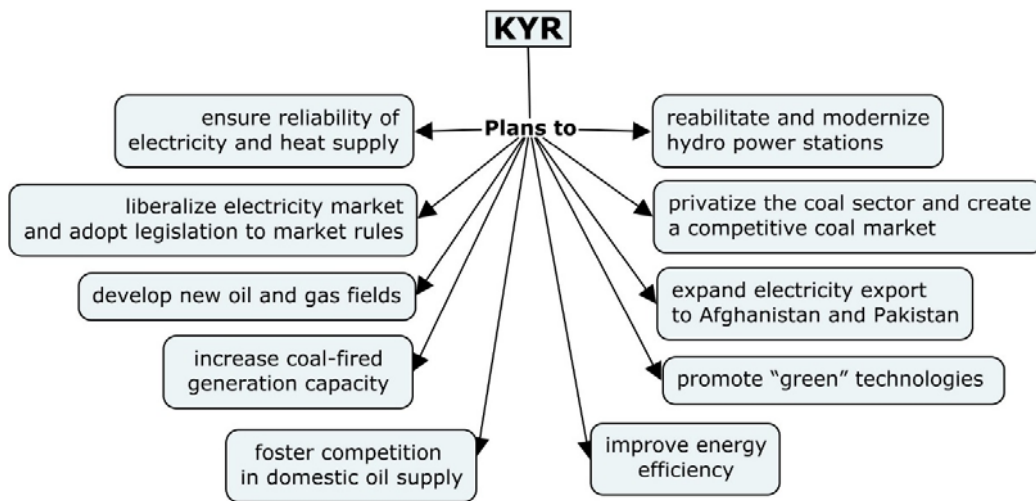 KYR
Plans to
ensure reliability of
electricity and heat supply
liberalize electricity market
and adopt legislation to market rules
develop new oil and gas fields
increase coal-fired
generation capacity
foster competition
in domestic oil supply
reabilitate and modernize
hydro power stations
privatize the coal sector and create
a competitive coal market
expand electricity export
to Afghanistan and Pakistan
promote “green” technologies
improve energy
efficiency